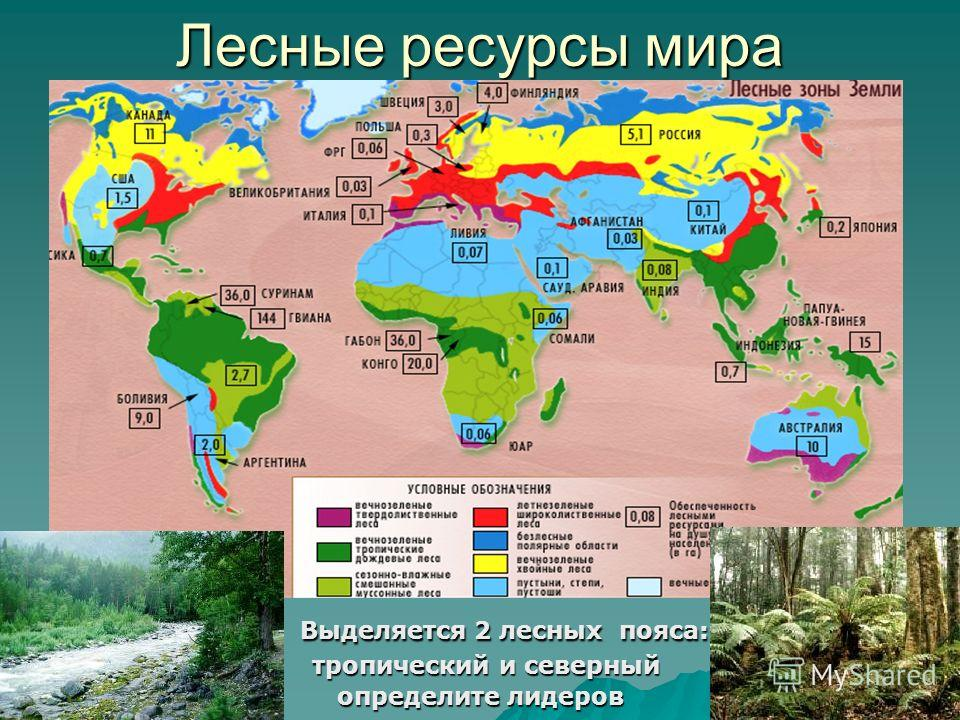 Лесные ресурсы мира
Лесные зоны Земли
КАНАДА
11
ШВЕЦИЯ
3,0
4,0
ФИНЛЯНДИЯ
ПОЛЬША
0,3
ФРГ
0,06
5,1
РОССИЯ
США
1,5
ВЕЛИКОБРИТАНИЯ
0,03
ИТАЛИЯ
0,1
АФГАНИСТАН
0,03
0,1
КИТАЙ
0,2
ЯПОНИЯ
СИКА
0,7
ЛИВИЯ
0,07
0,1
САУД. АРАВИЯ
0,08
ИНДИЯ
36,0
СУРИНАМ
144
ГВИАНА
0,06
СОМАЛИ
ГАБОН
36,0
КОНГО
20,0
ПАПУА-
НОВАЯ-ГВИНЕЯ
15
ИНДОНЕЗИЯ
0,7
2,7
БОЛИВИЯ
9,0
2,0
АРГЕНТИНА
0,06
ЮАР
АВСТРАЛИЯ
10
УСЛОВНЫЕ ОБОЗНАЧЕНИЯ
вечнозеленые
твердолиственные
леса
вечнозеленые
тропические
дождевые леса
сезонно-влажные
смешанные
муссонные леса
летнезеленые
широколиственные
леса
безлесные
полярные области
вечнозеленые
хвойные леса
пустыни, степи,
пустоши
0,08
Обеспеченность
лесными
ресурсами
на душу
населен
(в га)
вечные
Выделяется 2 лесных пояса:
тропический и северный
определите лидеров
MyShared